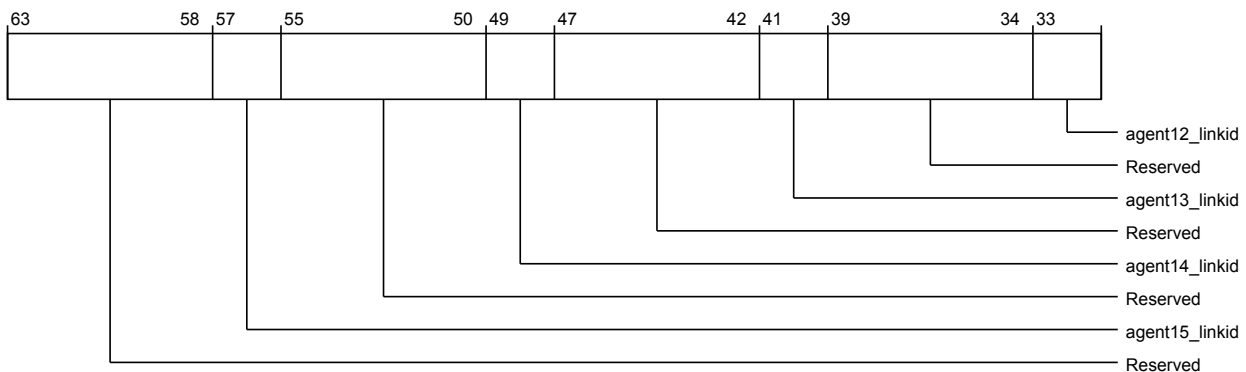 63 58 57 55 50 49 47 42 41 39 34 33
agent12_linkid
Reserved
agent13_linkid
Reserved
agent14_linkid
Reserved
agent15_linkid
Reserved